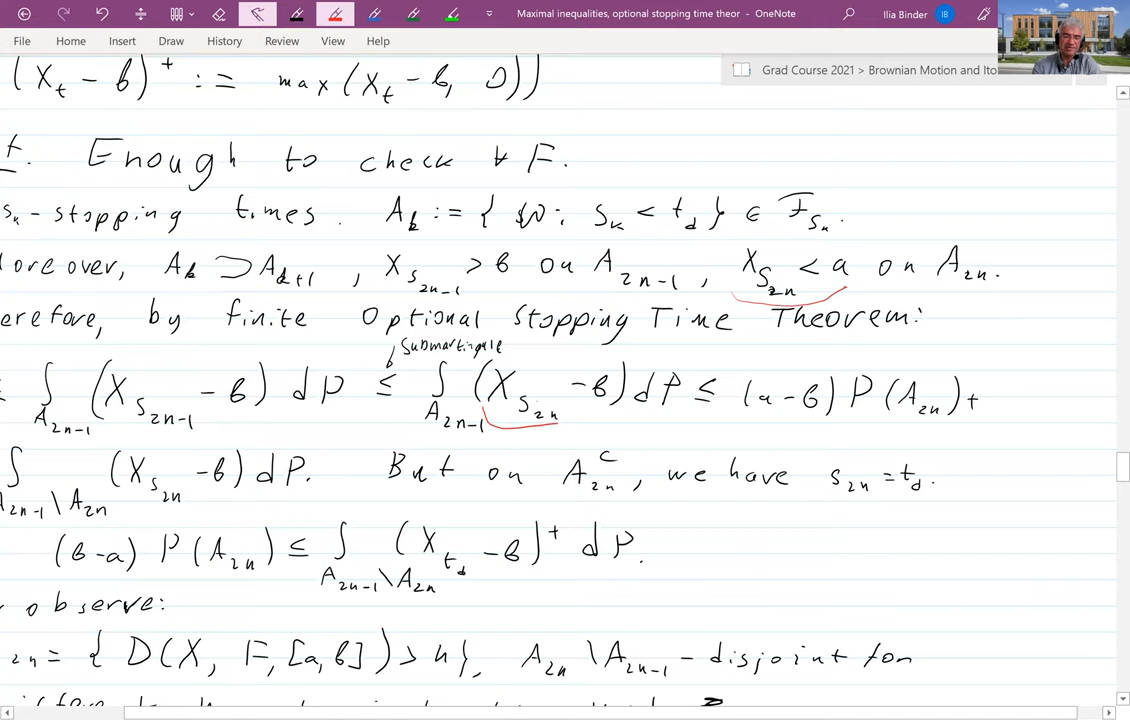 Maximal inequalities, optional stopping time theor - OneNote
Ilia Binder IB
File Home Insert Draw History Review View Help
Grad Course 2021 > Brownian Motion and Ito
(X_t - b)^+ := max(X_t - b, 0))
f. Enough to check ∀ F.
s_k - stopping times. A_k := { ω: s_k < t_d } ∈ F_{s_k}.
oreover, A_k ⊃ A_{k+1}, X_{s_{2n-1}} > b on A_{2n-1}, X_{s_{2n}} < a on A_{2n}.
erefore, by finite Optional Stopping Time Theorem:
Submartingale
≤ ∫_{A_{2n-1}} (X_{s_{2n-1}} - b) dP ≤ ∫_{A_{2n-1}} (X_{s_{2n}} - b) dP ≤ (a-b) P(A_{2n}) +
∫_{A_{2n-1} \ A_{2n}} (X_{s_{2n}} - b) dP. But on A_{2n}^c, we have s_{2n} = t_d.
(b-a) P(A_{2n}) ≤ ∫_{A_{2n-1} \ A_{2n}} (X_{t_d} - b)^+ dP.
observe:
2n = { D(X, F, [a, b]) > n }, A_{2n} \ A_{2n-1} - disjoint for